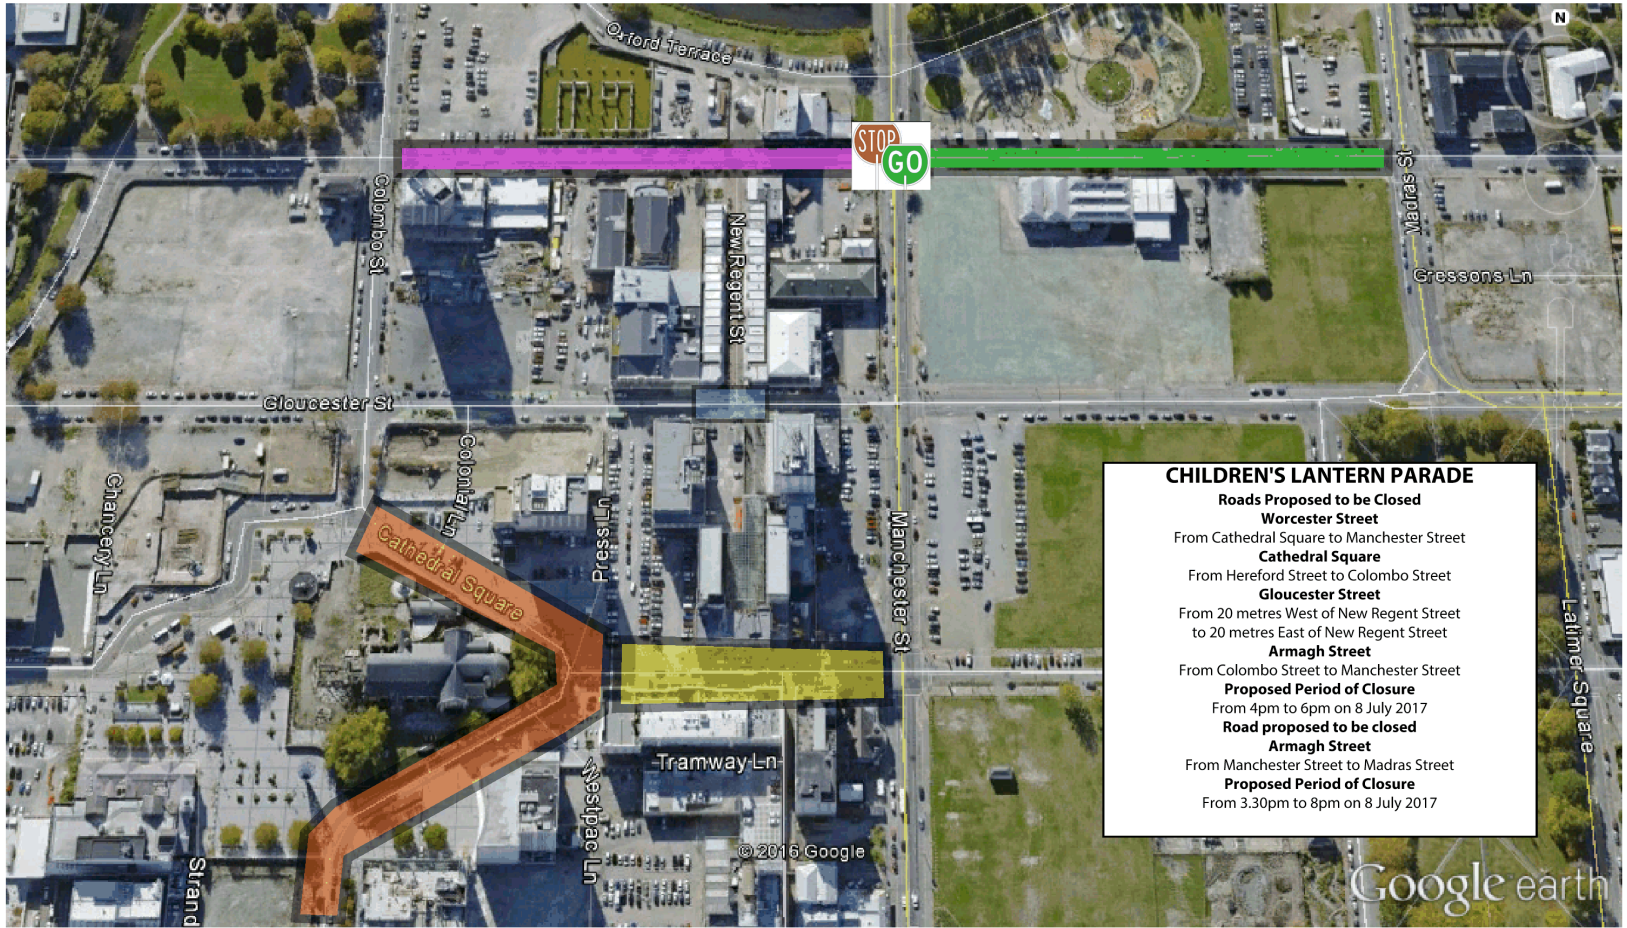 N
Oxford Terrace
STOP
GO
Colombo St
New Regent St
Madras St
Gressons Ln
Gloucester St
Chancery Ln
Colonial Ln
Press Ln
Manchester St
Cathedral Square
Latimer Square
Tramway Ln
Westpac Ln
Strand
© 2016 Google
Google earth
CHILDREN'S LANTERN PARADE
Roads Proposed to be Closed
Worcester Street
From Cathedral Square to Manchester Street
Cathedral Square
From Hereford Street to Colombo Street
Gloucester Street
From 20 metres West of New Regent Street
to 20 metres East of New Regent Street
Armagh Street
From Colombo Street to Manchester Street
Proposed Period of Closure
From 4pm to 6pm on 8 July 2017
Road proposed to be closed
Armagh Street
From Manchester Street to Madras Street
Proposed Period of Closure
From 3.30pm to 8pm on 8 July 2017